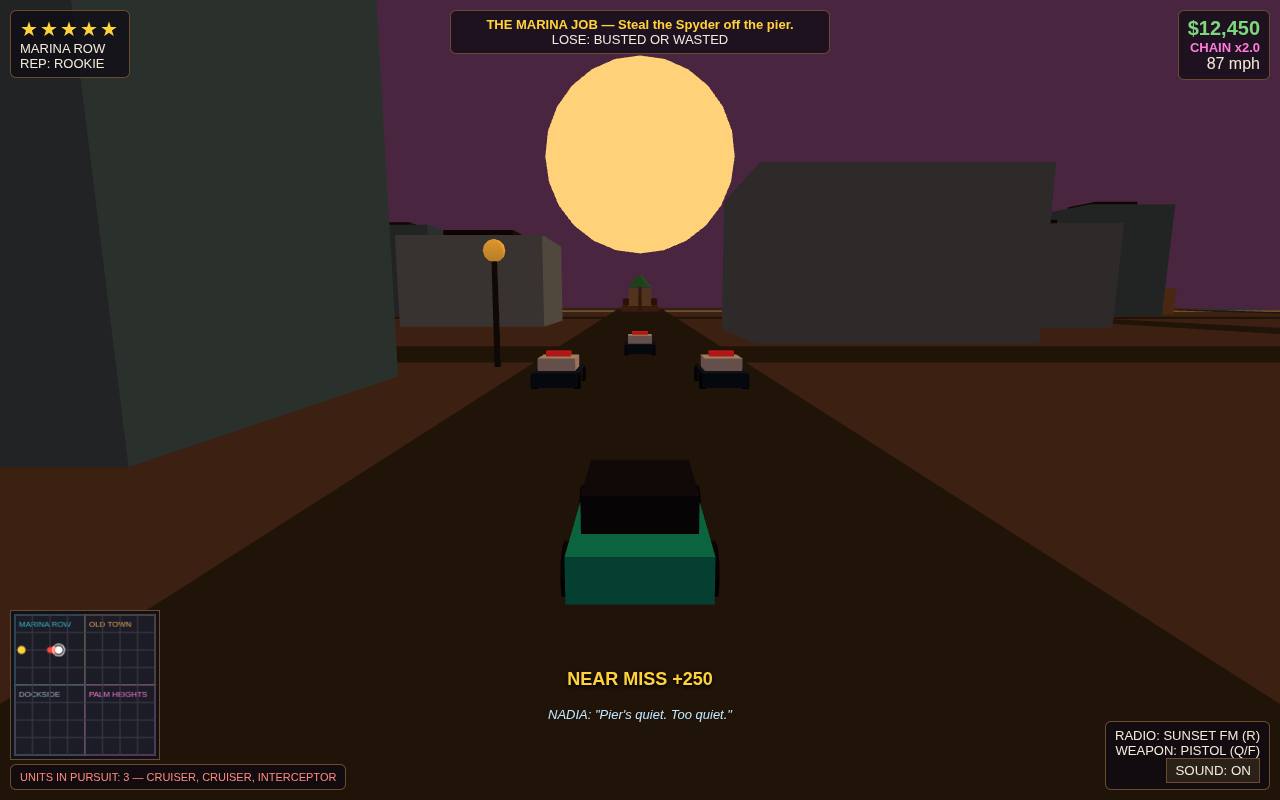 ★★★★★
MARINA ROW
REP: ROOKIE
THE MARINA JOB — Steal the Spyder off the pier.
LOSE: BUSTED OR WASTED
$12,450
CHAIN x2.0
87 mph
NEAR MISS +250
NADIA: "Pier's quiet. Too quiet."
MARINA ROW
OLD TOWN
DOCKSIDE
PALM HEIGHTS
UNITS IN PURSUIT: 3 — CRUISER, CRUISER, INTERCEPTOR
RADIO: SUNSET FM (R)
WEAPON: PISTOL (Q/F)
SOUND: ON